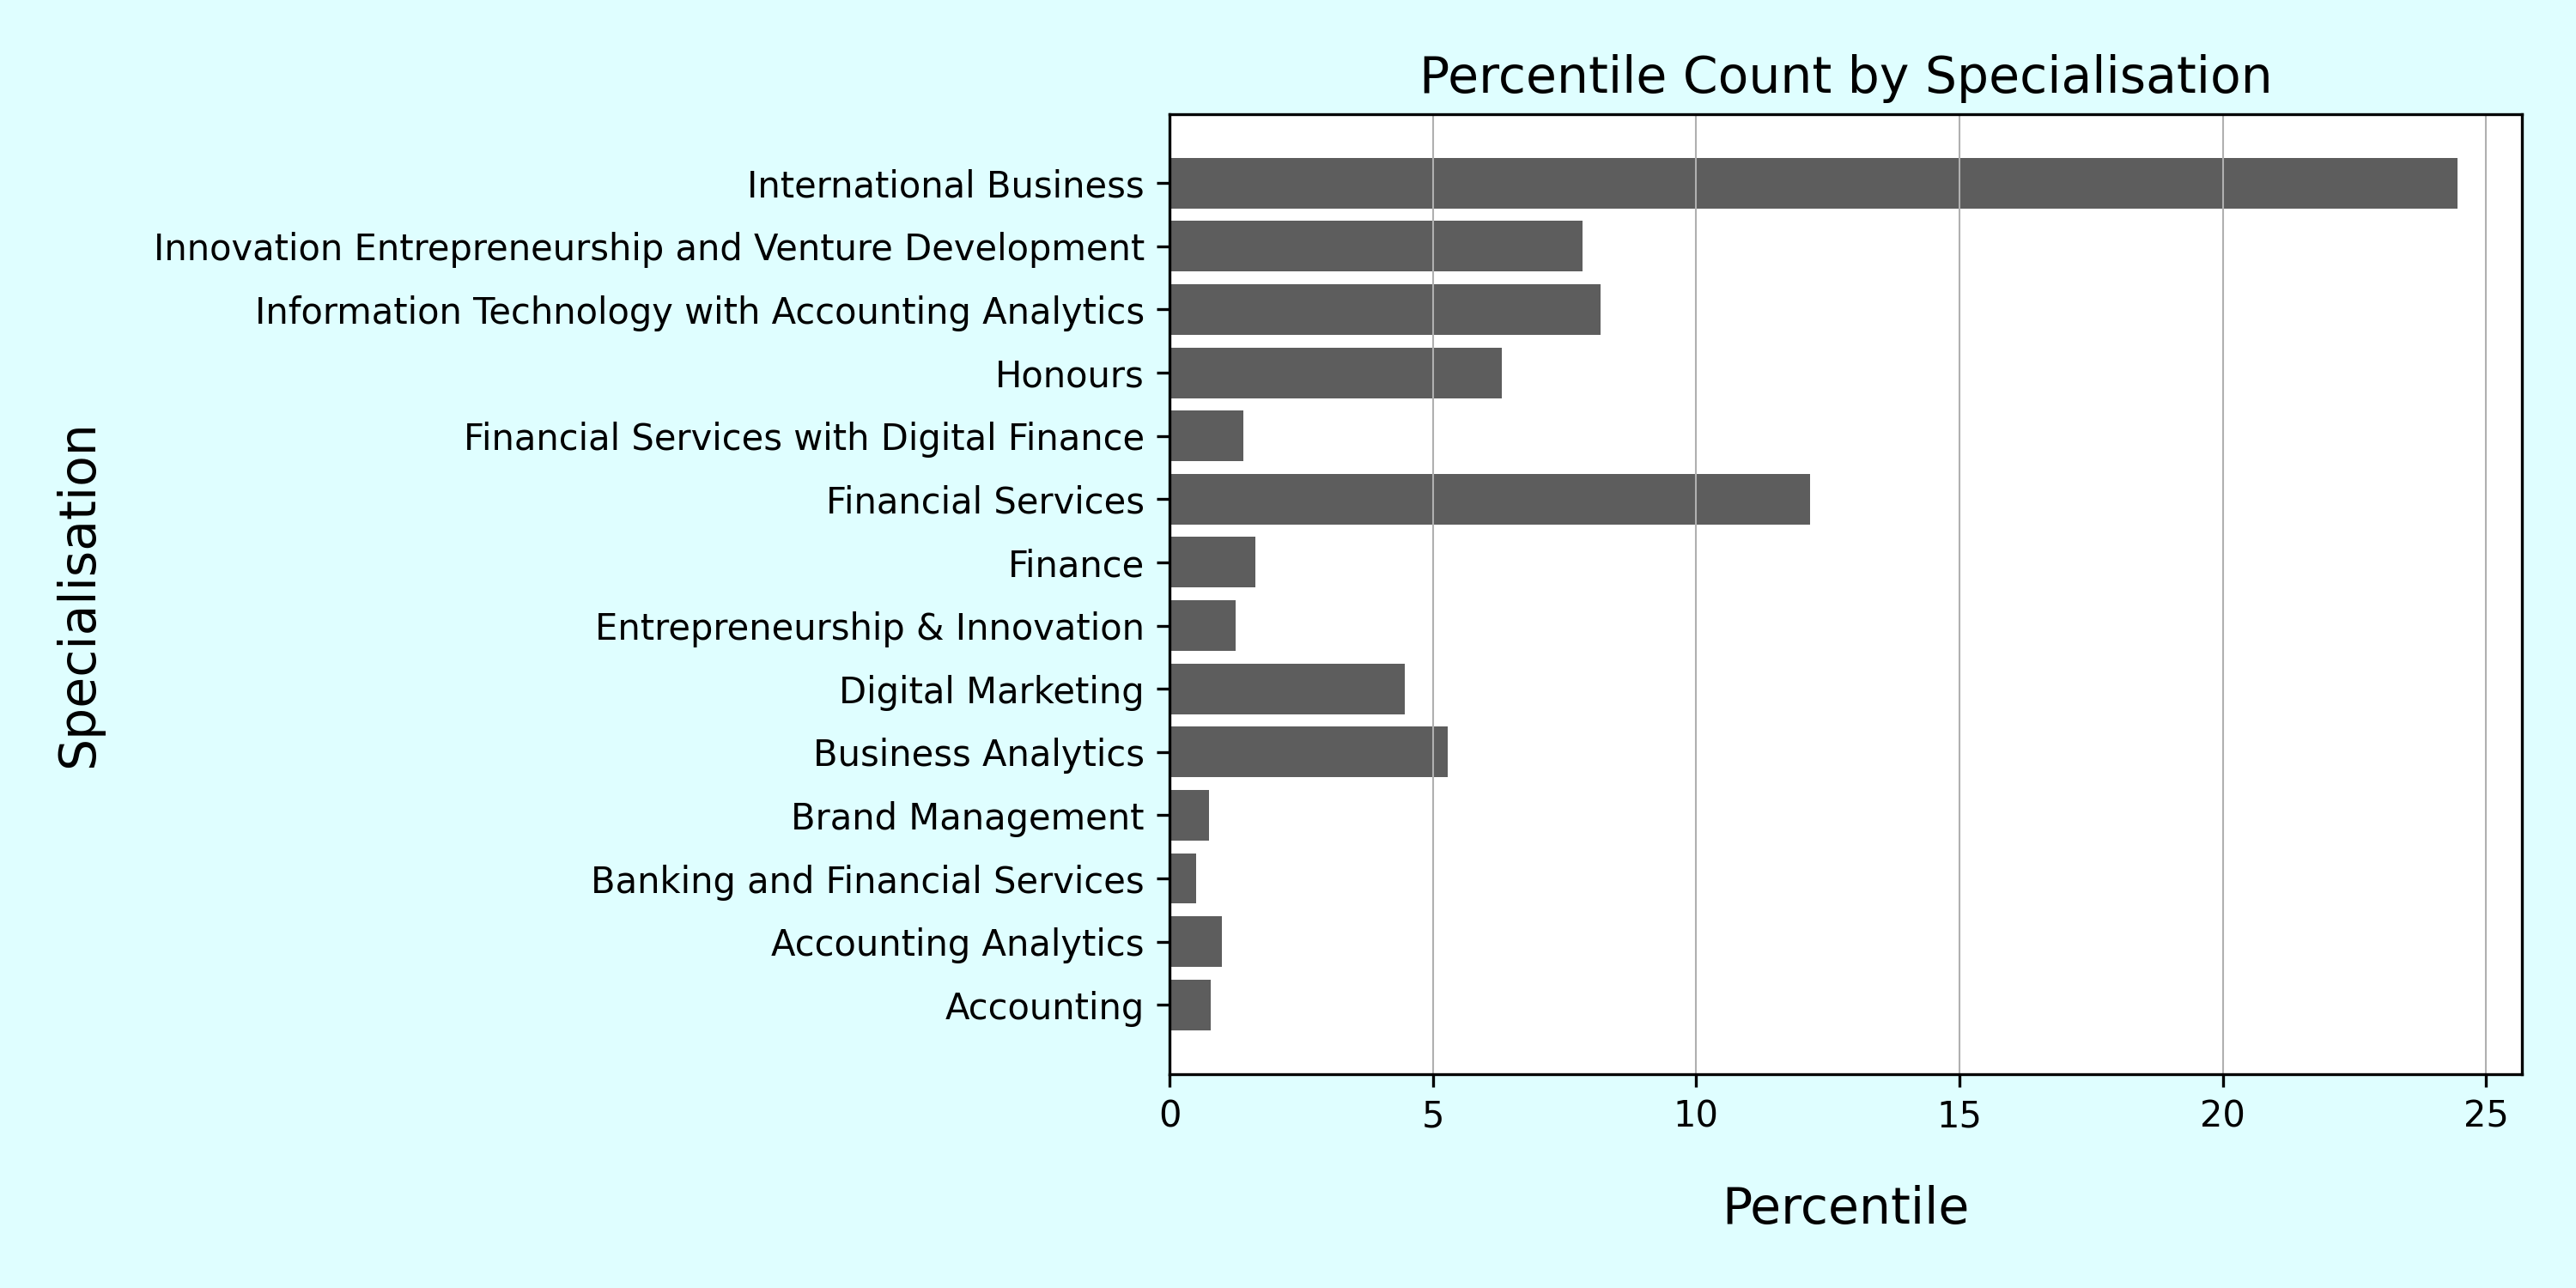 Percentile Count by Specialisation
Specialisation
International Business
Innovation Entrepreneurship and Venture Development
Information Technology with Accounting Analytics
Honours
Financial Services with Digital Finance
Financial Services
Finance
Entrepreneurship & Innovation
Digital Marketing
Business Analytics
Brand Management
Banking and Financial Services
Accounting Analytics
Accounting
0 5 10 15 20 25
Percentile